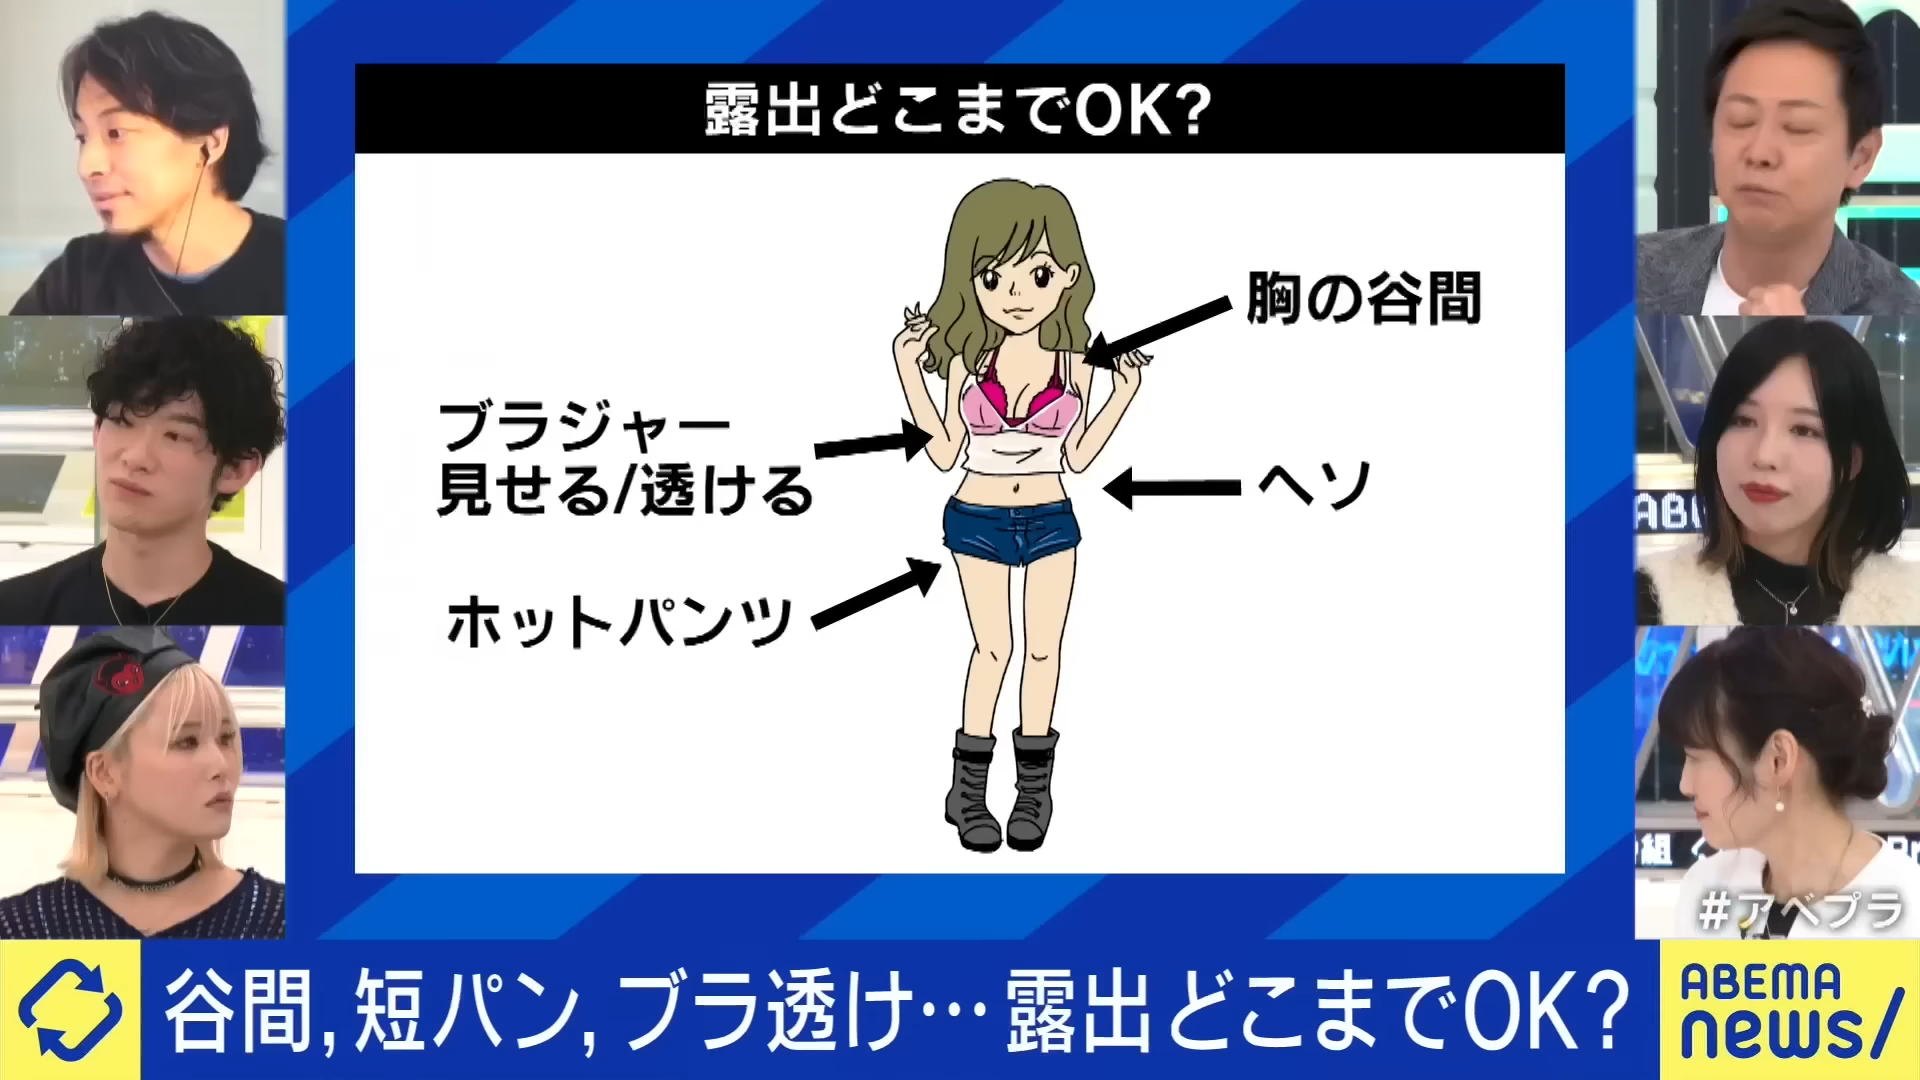 露出どこまでOK?
胸の谷間
ブラジャー
見せる/透ける
ヘソ
ホットパンツ
#アベプラ
谷間,短パン,ブラ透け…露出どこまでOK?
ABEMA
news/